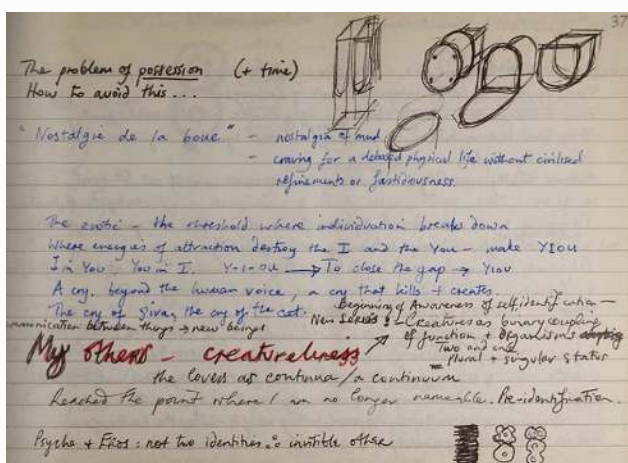 37
The problem of possession (+ time)
How to avoid this...
"Nostalgie de la boue" - nostalgia of mud
- craving for a debased physical life without civilised
refinements or fastidiousness.
The erotic - the threshold where individuation breaks down
Where energies of attraction destroy the I and the You - make YIOU
I in You, You in I. Y-I-OU → To close the gap → YIOU
A cry, beyond the human voice, a cry that kills + creates.
The cry of the cat.
Beginning of Awareness of self identification -
communication between things → new beings
New Series: - Creatures as binary coupling
of function + organisms
My others - creatureliness
Two and one
= plural + singular status
the lovers as continua / a continuum
Reached the point where I am no longer nameable. Pre-identification.
Psyche + Eros: not two identities invisible other